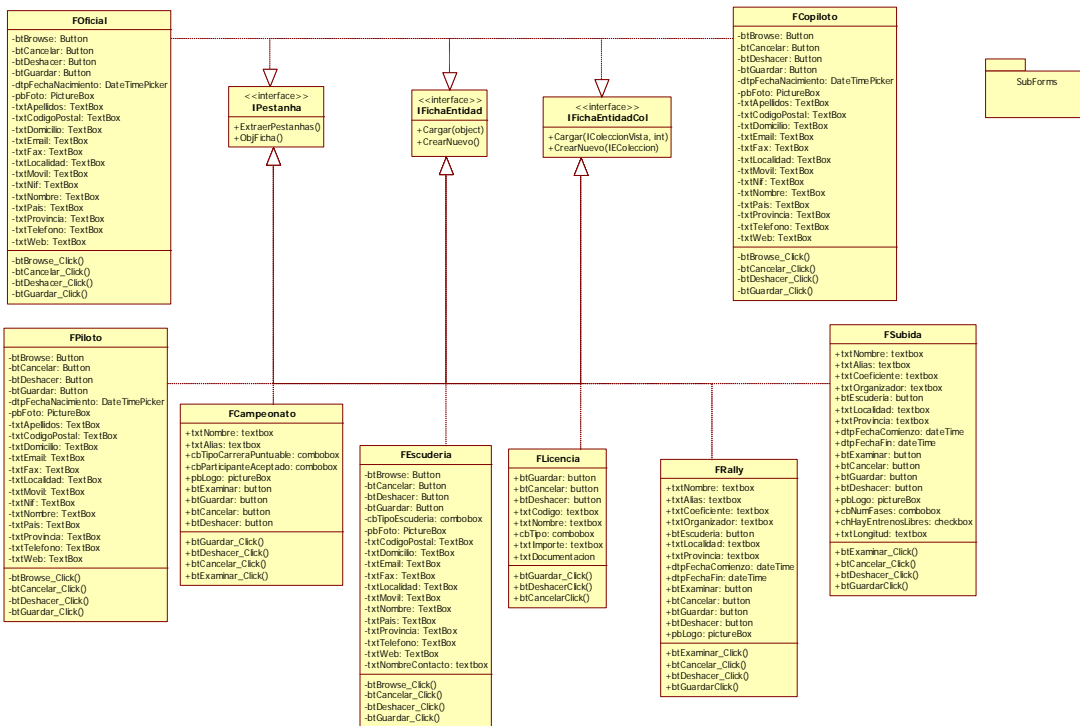 FOficial
-btBrowse: Button
-btCancelar: Button
-btDeshacer: Button
-btGuardar: Button
-dtpFechaNacimiento: DateTimePicker
-pbFoto: PictureBox
-txtApellidos: TextBox
-txtCodigoPostal: TextBox
-txtDomicilio: TextBox
-txtEmail: TextBox
-txtFax: TextBox
-txtLocalidad: TextBox
-txtMovil: TextBox
-txtNif: TextBox
-txtNombre: TextBox
-txtPais: TextBox
-txtProvincia: TextBox
-txtTelefono: TextBox
-txtWeb: TextBox
-btBrowse_Click()
-btCancelar_Click()
-btDeshacer_Click()
-btGuardar_Click()
<<interface>>
IPestanha
+ExtraerPestanhas()
+ObjFicha()
<<interface>>
IFichaEntidad
+Cargar(object)
+CrearNuevo()
<<interface>>
IFichaEntidadCol
+Cargar(IColeccionVista, int)
+CrearNuevo(IEColeccion)
FCopiloto
-btBrowse: Button
-btCancelar: Button
-btDeshacer: Button
-btGuardar: Button
-dtpFechaNacimiento: DateTimePicker
-pbFoto: PictureBox
-txtApellidos: TextBox
-txtCodigoPostal: TextBox
-txtDomicilio: TextBox
-txtEmail: TextBox
-txtFax: TextBox
-txtLocalidad: TextBox
-txtMovil: TextBox
-txtNif: TextBox
-txtNombre: TextBox
-txtPais: TextBox
-txtProvincia: TextBox
-txtTelefono: TextBox
-txtWeb: TextBox
-btBrowse_Click()
-btCancelar_Click()
-btDeshacer_Click()
-btGuardar_Click()
SubForms
FPiloto
-btBrowse: Button
-btCancelar: Button
-btDeshacer: Button
-btGuardar: Button
-dtpFechaNacimiento: DateTimePicker
-pbFoto: PictureBox
-txtApellidos: TextBox
-txtCodigoPostal: TextBox
-txtDomicilio: TextBox
-txtEmail: TextBox
-txtFax: TextBox
-txtLocalidad: TextBox
-txtMovil: TextBox
-txtNif: TextBox
-txtNombre: TextBox
-txtPais: TextBox
-txtProvincia: TextBox
-txtTelefono: TextBox
-txtWeb: TextBox
-btBrowse_Click()
-btCancelar_Click()
-btDeshacer_Click()
-btGuardar_Click()
FCampeonato
+txtNombre: textbox
+txtAlias: textbox
+cbTipoCarreraPuntuable: combobox
+cbParticipanteAceptado: combobox
+pbLogo: pictureBox
+btExaminar: button
+btGuardar: button
+btCancelar: button
+btDeshacer: button
+btGuardar_Click()
+btDeshacer_Click()
+btCancelar_Click()
+btExaminar_Click()
FEscuderia
-btBrowse: Button
-btCancelar: Button
-btDeshacer: Button
-btGuardar: Button
-cbTipoEscuderia: combobox
-pbFoto: PictureBox
-txtCodigoPostal: TextBox
-txtDomicilio: TextBox
-txtEmail: TextBox
-txtFax: TextBox
-txtLocalidad: TextBox
-txtMovil: TextBox
-txtNombre: TextBox
-txtPais: TextBox
-txtProvincia: TextBox
-txtTelefono: TextBox
-txtWeb: TextBox
-txtNombreContacto: textbox
-btBrowse_Click()
-btCancelar_Click()
-btDeshacer_Click()
-btGuardar_Click()
FLicencia
+btGuardar: button
+btCancelar: button
+btDeshacer: button
+txtCodigo: textbox
+txtNombre: textbox
+cbTipo: combobox
+txtImporte: textbox
+txtDocumentacion
+btGuardar_Click()
+btDeshacerClick()
+btCancelarClick()
FRally
+txtNombre: textbox
+txtAlias: textbox
+txtCoeficiente: textbox
+txtOrganizador: textbox
+btEscuderia: button
+txtLocalidad: textbox
+txtProvincia: textbox
+dtpFechaComienzo: dateTime
+dtpFechaFin: dateTime
+btExaminar: button
+btCancelar: button
+btGuardar: button
+btDeshacer: button
+pbLogo: pictureBox
+btExaminar_Click()
+btCancelar_Click()
+btDeshacer_Click()
+btGuardarClick()
FSubida
+txtNombre: textbox
+txtAlias: textbox
+txtCoeficiente: textbox
+txtOrganizador: textbox
+btEscuderia: button
+txtLocalidad: textbox
+txtProvincia: textbox
+dtpFechaComienzo: dateTime
+dtpFechaFin: dateTime
+btExaminar: button
+btCancelar: button
+btGuardar: button
+btDeshacer: button
+pbLogo: pictureBox
+cbNumFases: combobox
+chHayEntrenosLibres: checkbox
+txtLongitud: textbox
+btExaminar_Click()
+btCancelar_Click()
+btDeshacer_Click()
+btGuardarClick()